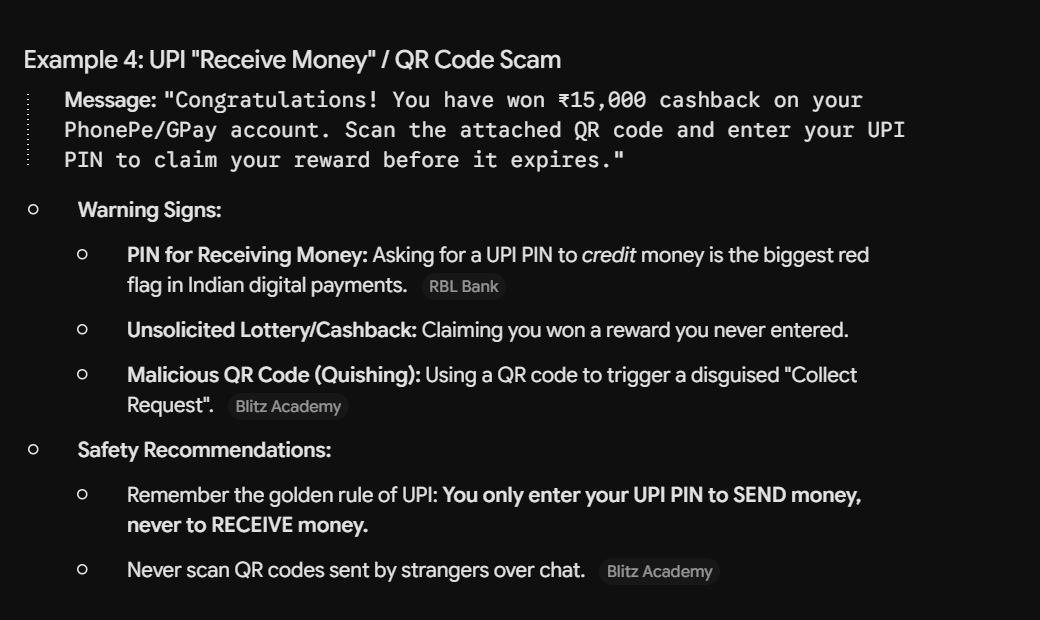 Example 4: UPI "Receive Money" / QR Code Scam
Message: "Congratulations! You have won ₹15,000 cashback on your
PhonePe/GPay account. Scan the attached QR code and enter your UPI
PIN to claim your reward before it expires."
Warning Signs:
PIN for Receiving Money: Asking for a UPI PIN to credit money is the biggest red
flag in Indian digital payments. RBL Bank
Unsolicited Lottery/Cashback: Claiming you won a reward you never entered.
Malicious QR Code (Quishing): Using a QR code to trigger a disguised "Collect
Request". Blitz Academy
Safety Recommendations:
Remember the golden rule of UPI: You only enter your UPI PIN to SEND money,
never to RECEIVE money.
Never scan QR codes sent by strangers over chat. Blitz Academy